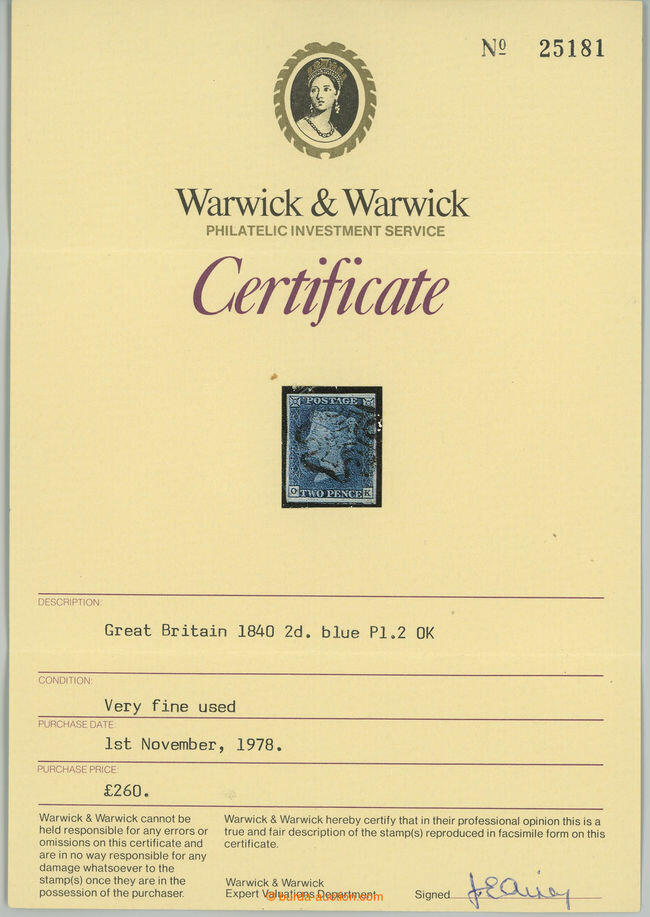 Nº 25181
Warwick & Warwick
PHILATELIC INVESTMENT SERVICE
Certificate
POSTAGE
O TWO PENCE K
DESCRIPTION:
Great Britain 1840 2d. blue Pl.2 OK
CONDITION:
Very fine used
PURCHASE DATE:
1st November, 1978.
PURCHASE PRICE:
£260.
Warwick & Warwick cannot be
held responsible for any errors or
omissions on this certificate and
are in no way responsible for any
damage whatsoever to the
stamp(s) once they are in the
possession of the purchaser.
Warwick & Warwick hereby certify that in their professional opinion this is a
true and fair description of the stamp(s) reproduced in facsimile form on this
certificate.
Warwick & Warwick
Expert Valuations Department
Signed
© burda-auction.com